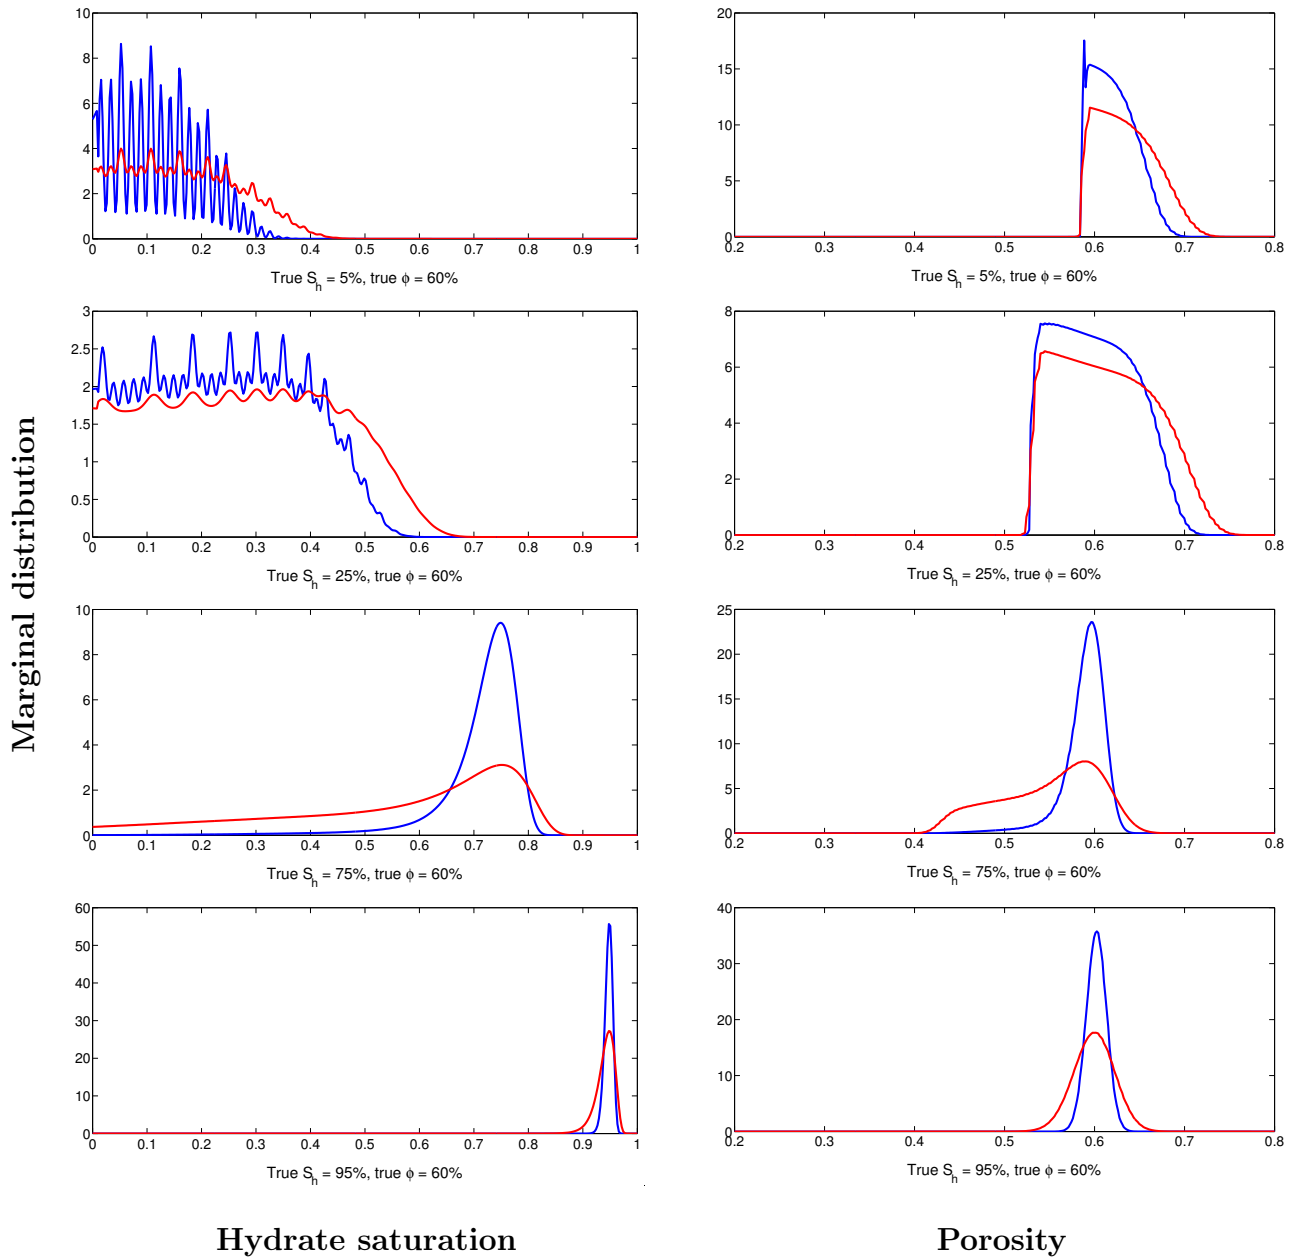 Marginal distribution
10
8
6
4
2
0
0 0.1 0.2 0.3 0.4 0.5 0.6 0.7 0.8 0.9 1
True Sh = 5%, true ϕ = 60%
20
15
10
5
0
0.2 0.3 0.4 0.5 0.6 0.7 0.8
True Sh = 5%, true ϕ = 60%
3
2.5
2
1.5
1
0.5
0
0 0.1 0.2 0.3 0.4 0.5 0.6 0.7 0.8 0.9 1
True Sh = 25%, true ϕ = 60%
8
6
4
2
0
0.2 0.3 0.4 0.5 0.6 0.7 0.8
True Sh = 25%, true ϕ = 60%
10
8
6
4
2
0
0 0.1 0.2 0.3 0.4 0.5 0.6 0.7 0.8 0.9 1
True Sh = 75%, true ϕ = 60%
25
20
15
10
5
0
0.2 0.3 0.4 0.5 0.6 0.7 0.8
True Sh = 75%, true ϕ = 60%
60
50
40
30
20
10
0
0 0.1 0.2 0.3 0.4 0.5 0.6 0.7 0.8 0.9 1
True Sh = 95%, true ϕ = 60%
40
30
20
10
0
0.2 0.3 0.4 0.5 0.6 0.7 0.8
True Sh = 95%, true ϕ = 60%
Hydrate saturation
Porosity